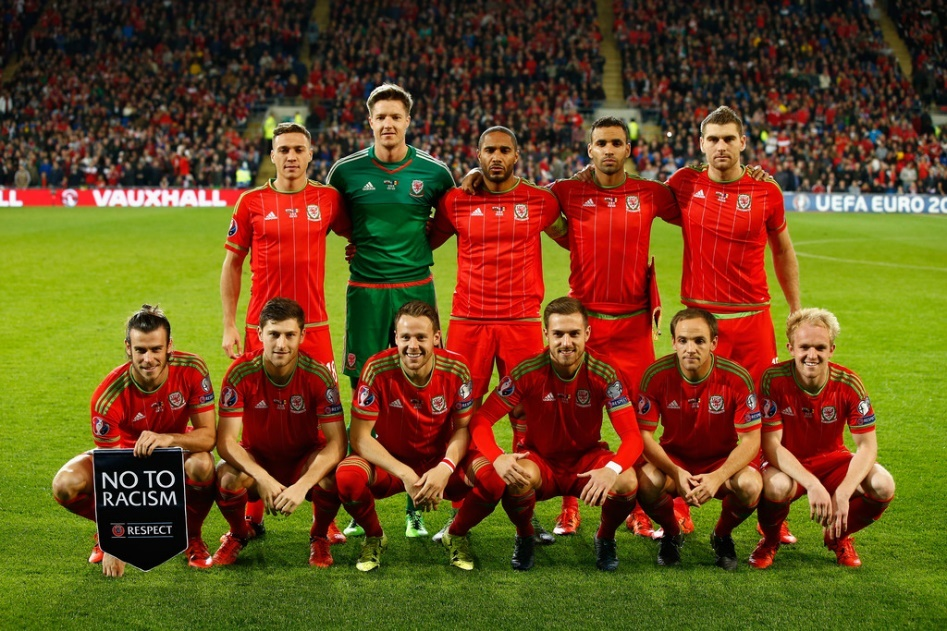 VAUXHALL
UEFA EURO 20
NO TO
RACISM
RESPECT